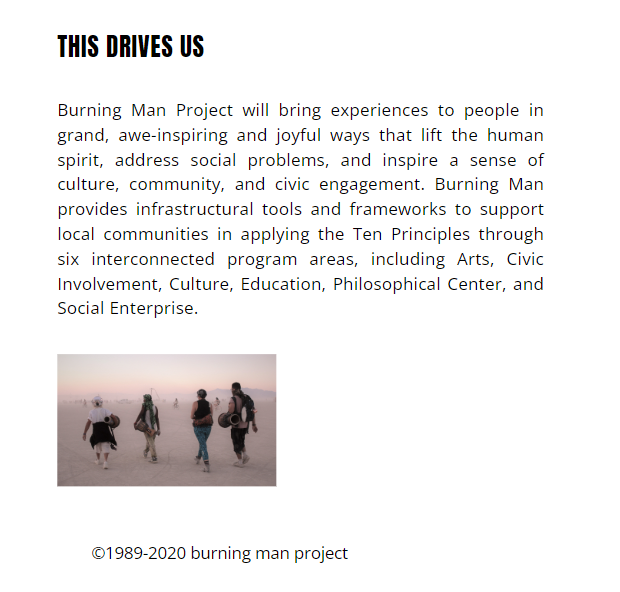 THIS DRIVES US
Burning Man Project will bring experiences to people in
grand, awe-inspiring and joyful ways that lift the human
spirit, address social problems, and inspire a sense of
culture, community, and civic engagement. Burning Man
provides infrastructural tools and frameworks to support
local communities in applying the Ten Principles through
six interconnected program areas, including Arts, Civic
Involvement, Culture, Education, Philosophical Center, and
Social Enterprise.
©1989-2020 burning man project